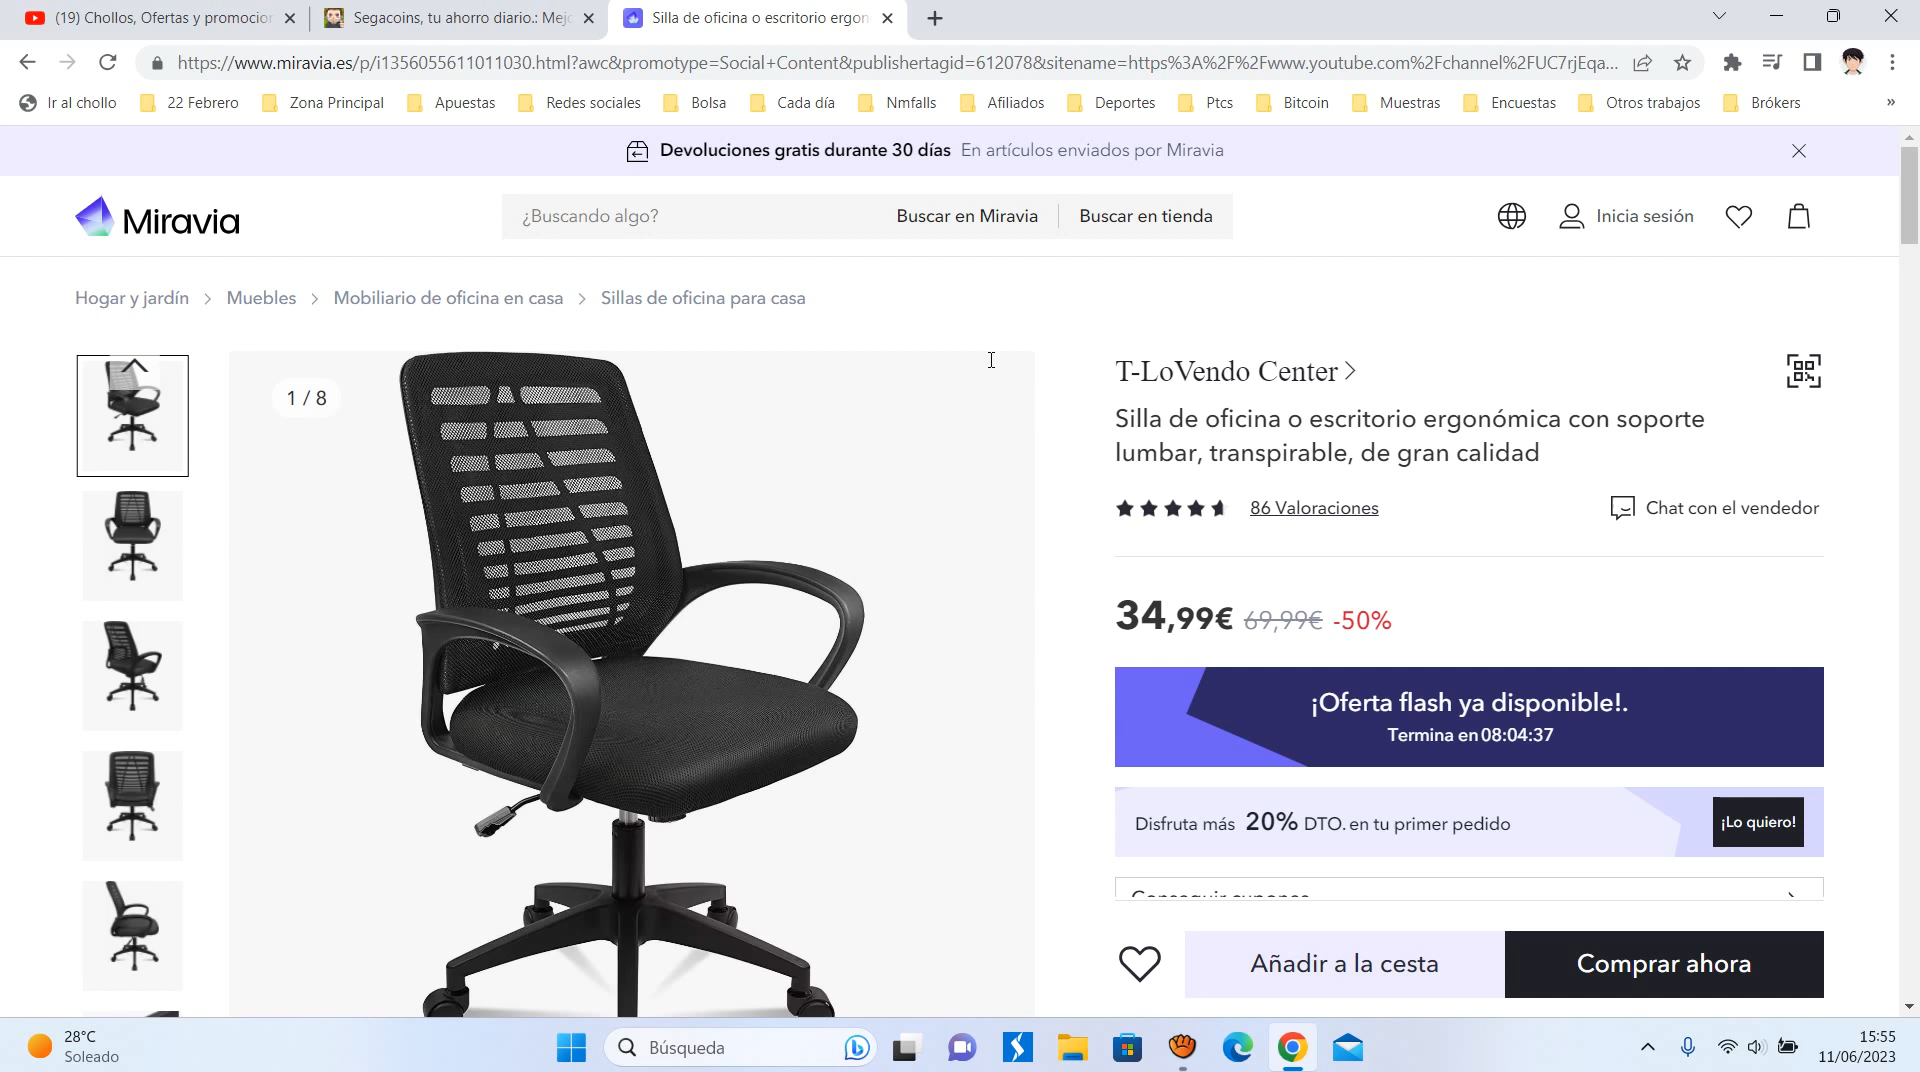 (19) Chollos, Ofertas y promocion
Segacoins, tu ahorro diario.: Mejo
Silla de oficina o escritorio ergon
https://www.miravia.es/p/i1356055611011030.html?awc&promotype=Social+Content&publishertagid=612078&sitename=https%3A%2F%2Fwww.youtube.com%2Fchannel%2FUC7rjEqa...
Ir al chollo
22 Febrero
Zona Principal
Apuestas
Redes sociales
Bolsa
Cada día
Nmfalls
Afiliados
Deportes
Ptcs
Bitcoin
Muestras
Encuestas
Otros trabajos
Brókers
»
Devoluciones gratis durante 30 días En artículos enviados por Miravia
Miravia
¿Buscando algo?
Buscar en Miravia
Buscar en tienda
Inicia sesión
Hogar y jardín > Muebles > Mobiliario de oficina en casa > Sillas de oficina para casa
1 / 8
T-LoVendo Center >
Silla de oficina o escritorio ergonómica con soporte
lumbar, transpirable, de gran calidad
86 Valoraciones
Chat con el vendedor
34,99€ 69,99€ -50%
¡Oferta flash ya disponible!.
Termina en 08:04:37
Disfruta más 20% DTO. en tu primer pedido
¡Lo quiero!
Conseguir cupones
Añadir a la cesta
Comprar ahora
28°C
Soleado
Búsqueda
15:55
11/06/2023